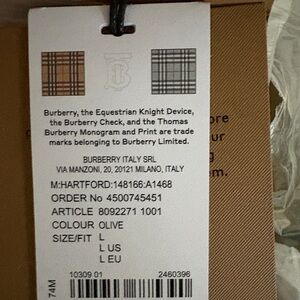 Burberry, the Equestrian Knight Device,
the Burberry Check, and the Thomas
Burberry Monogram and Print are trade
marks belonging to Burberry Limited.
BURBERRY ITALY SRL
VIA MANZONI, 20, 20121 MILANO, ITALY
M:HARTFORD:148166:A1468
ORDER No 4500745451
ARTICLE 8092271 1001
COLOUR OLIVE
SIZE/FIT L
L US
L EU
10309 01 2460396
74M
ore
ur
g
m.